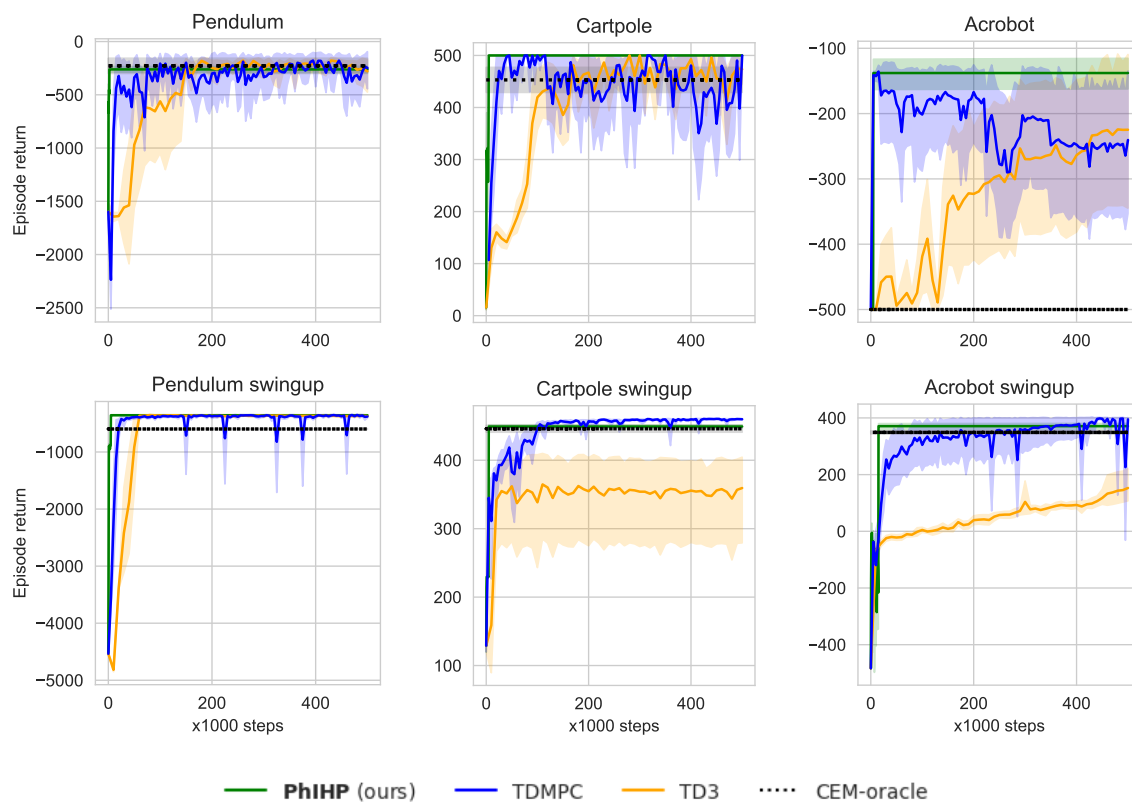 Pendulum
Cartpole
Acrobot
0
−500
−1000
−1500
−2000
−2500
Episode return
0 200 400
500
400
300
200
100
0
0 200 400
−100
−200
−300
−400
−500
0 200 400
Pendulum swingup
Cartpole swingup
Acrobot swingup
−1000
−2000
−3000
−4000
−5000
Episode return
0 200 400
x1000 steps
400
300
200
100
0 200 400
x1000 steps
400
200
0
−200
−400
0 200 400
x1000 steps
PhIHP (ours) TDMPC TD3 CEM-oracle